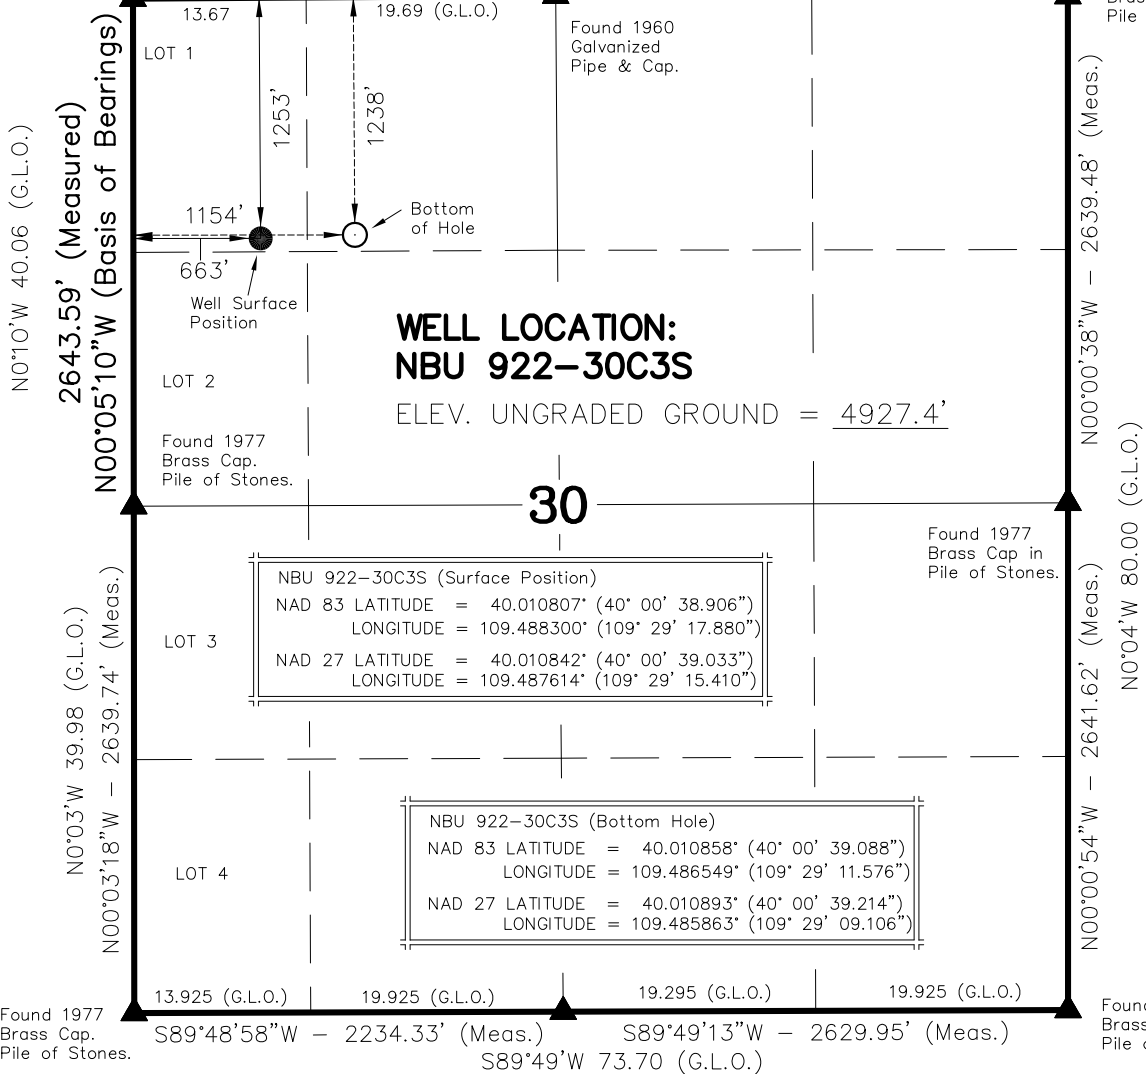 13.67
19.69 (G.L.O.)
Pile
Found 1960
Galvanized
Pipe & Cap.
LOT 1
1253'
1238'
1154'
Bottom
of Hole
663'
Well Surface
Position
N0°10'W 40.06 (G.L.O.)
2643.59' (Measured)
N00°05'10"W (Basis of Bearings)
N00°00'38"W – 2639.48' (Meas.)
WELL LOCATION:
NBU 922–30C3S
ELEV. UNGRADED GROUND = 4927.4'
LOT 2
Found 1977
Brass Cap.
Pile of Stones.
30
N0°04'W 80.00 (G.L.O.)
Found 1977
Brass Cap in
Pile of Stones.
NBU 922–30C3S (Surface Position)
NAD 83 LATITUDE = 40.010807° (40° 00' 38.906")
LONGITUDE = 109.488300° (109° 29' 17.880")
NAD 27 LATITUDE = 40.010842° (40° 00' 39.033")
LONGITUDE = 109.487614° (109° 29' 15.410")
LOT 3
N0°03'W 39.98 (G.L.O.)
N00°03'18"W – 2639.74' (Meas.)
N00°00'54"W – 2641.62' (Meas.)
NBU 922–30C3S (Bottom Hole)
NAD 83 LATITUDE = 40.010858° (40° 00' 39.088")
LONGITUDE = 109.486549° (109° 29' 11.576")
NAD 27 LATITUDE = 40.010893° (40° 00' 39.214")
LONGITUDE = 109.485863° (109° 29' 09.106")
LOT 4
13.925 (G.L.O.)
19.925 (G.L.O.)
19.295 (G.L.O.)
19.925 (G.L.O.)
Found 1977
Brass Cap.
Pile of Stones.
S89°48'58"W – 2234.33' (Meas.)
S89°49'13"W – 2629.95' (Meas.)
S89°49'W 73.70 (G.L.O.)
Brass
Pile